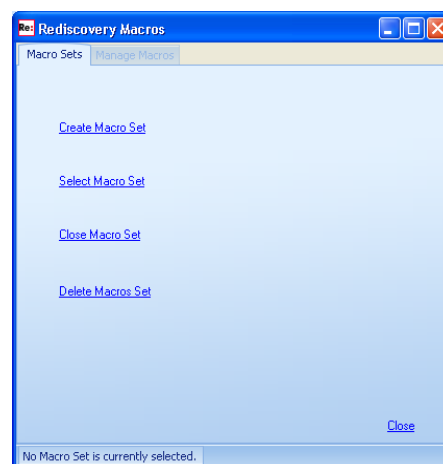 Re: Rediscovery Macros
Macro Sets Manage Macros
Create Macro Set
Select Macro Set
Close Macro Set
Delete Macros Set
Close
No Macro Set is currently selected.